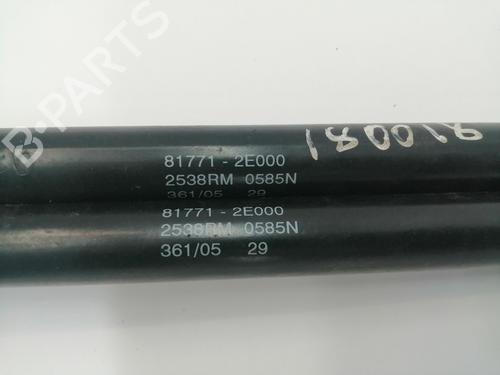 B-PARTS
180018
81771 - 2E000
2538RM 0585N
361/05 29
81771 - 2E000
2538RM 0585N
361/05 29